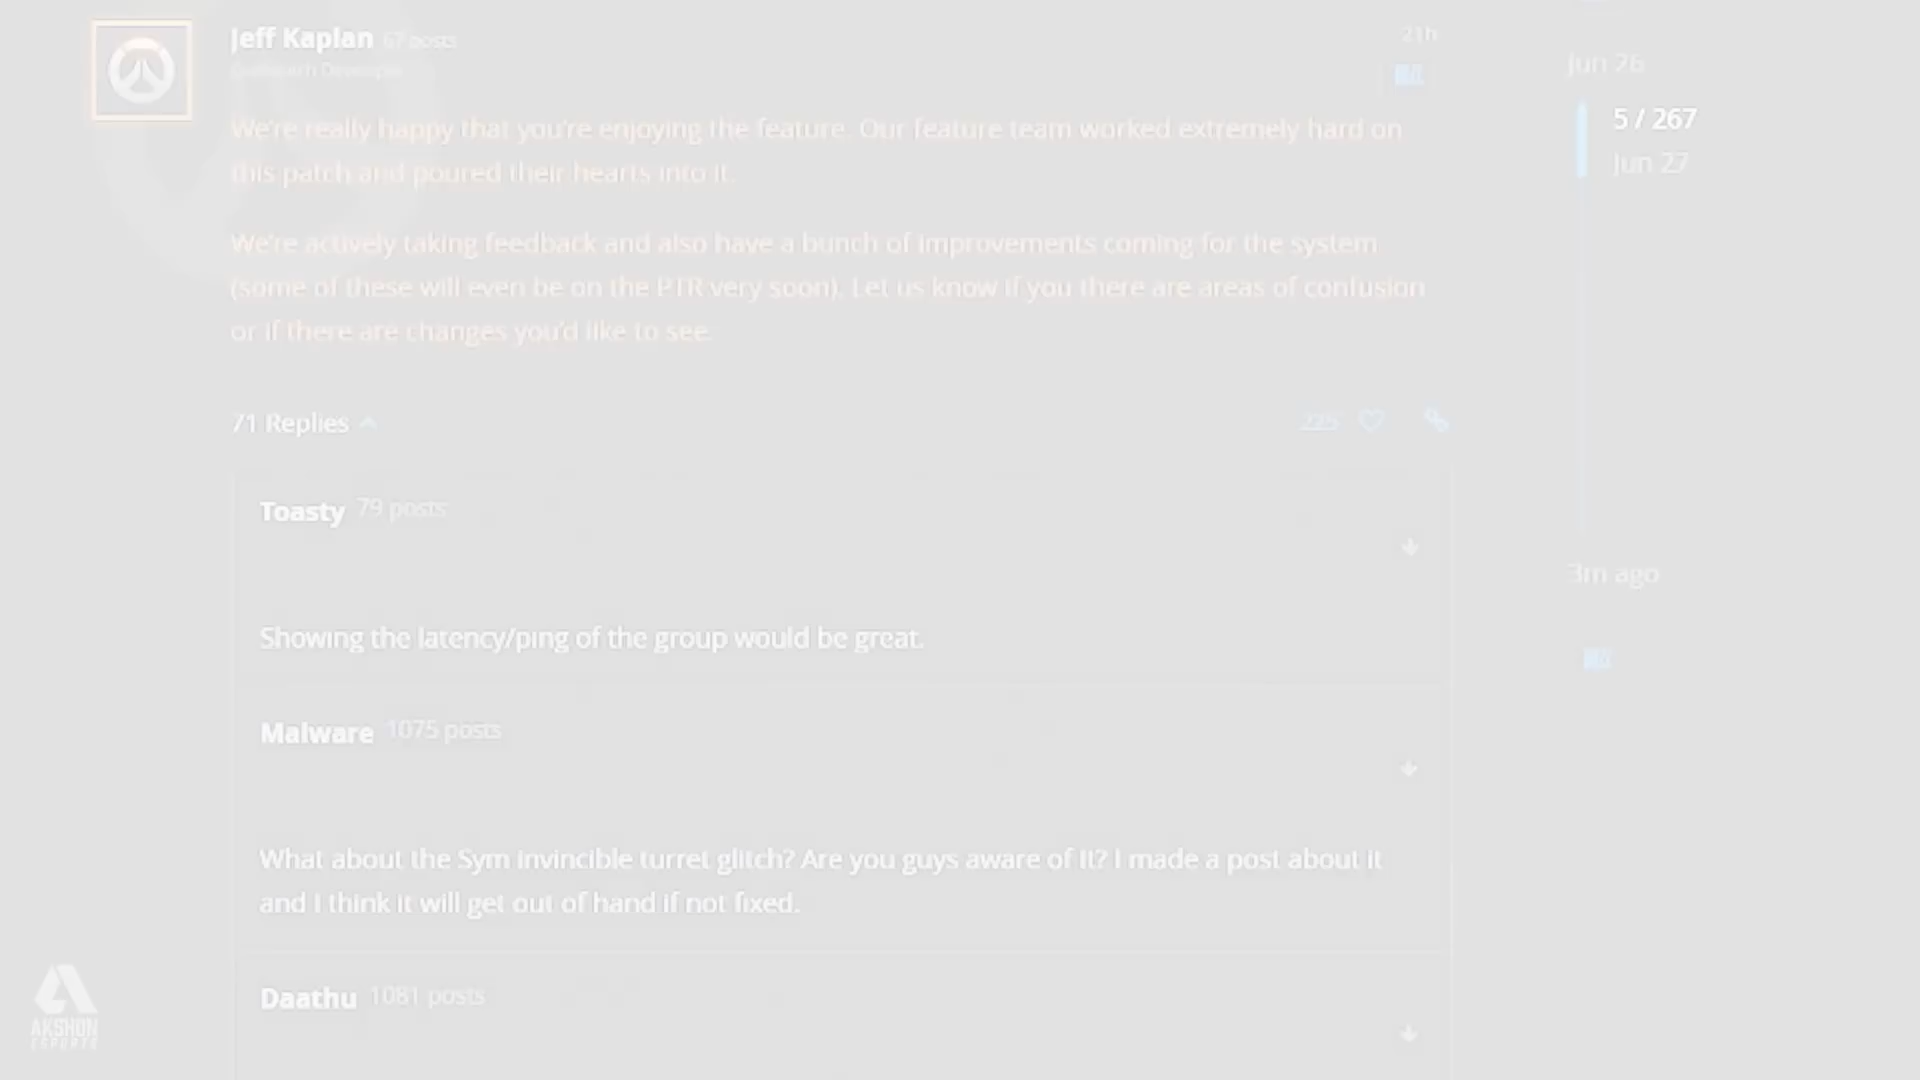 Jeff Kaplan 67 posts
21h
Overwatch Developer
We're really happy that you're enjoying the feature. Our feature team worked extremely hard on
this patch and poured their hearts into it.
We're actively taking feedback and also have a bunch of improvements coming for the system
(some of these will even be on the PTR very soon). Let us know if you there are areas of confusion
or if there are changes you'd like to see.
71 Replies
225
Toasty 79 posts
Showing the latency/ping of the group would be great.
Malware 1075 posts
What about the Sym invincible turret glitch? Are you guys aware of it? I made a post about it
and I think it will get out of hand if not fixed.
Daathu 1081 posts
Jun 26
5 / 267
Jun 27
3m ago
AKSHON
ESPORTS